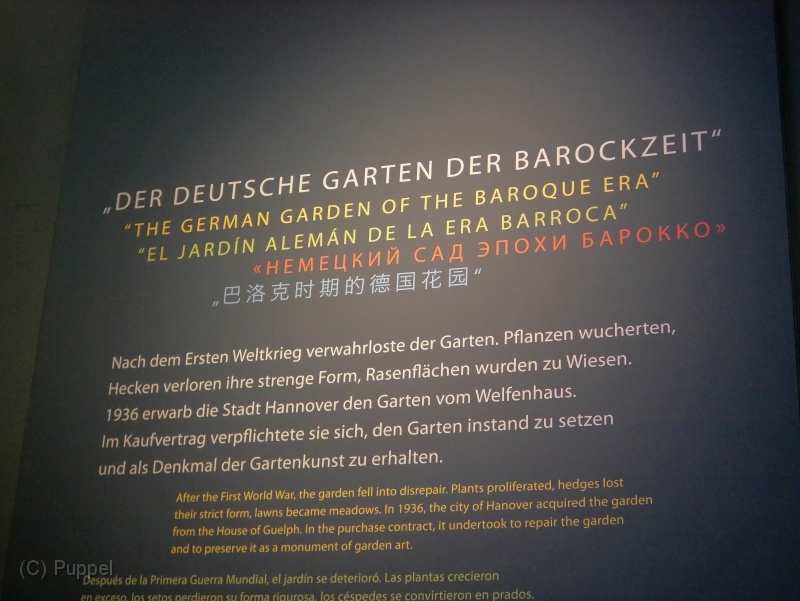 „DER DEUTSCHE GARTEN DER BAROCKZEIT“
“THE GERMAN GARDEN OF THE BAROQUE ERA”
“EL JARDÍN ALEMÁN DE LA ERA BARROCA”
«НЕМЕЦКИЙ САД ЭПОХИ БАРОККО»
„巴洛克时期的德国花园“
Nach dem Ersten Weltkrieg verwahrloste der Garten. Pflanzen wucherten,
Hecken verloren ihre strenge Form, Rasenflächen wurden zu Wiesen.
1936 erwarb die Stadt Hannover den Garten vom Welfenhaus.
Im Kaufvertrag verpflichtete sie sich, den Garten instand zu setzen
und als Denkmal der Gartenkunst zu erhalten.
After the First World War, the garden fell into disrepair. Plants proliferated, hedges lost
their strict form, lawns became meadows. In 1936, the city of Hanover acquired the garden
from the House of Guelph. In the purchase contract, it undertook to repair the garden
and to preserve it as a monument of garden art.
Después de la Primera Guerra Mundial, el jardín se deterioró. Las plantas crecieron
en exceso, los setos perdieron su forma rigurosa, los céspedes se convirtieron en prados.
(C) Puppel